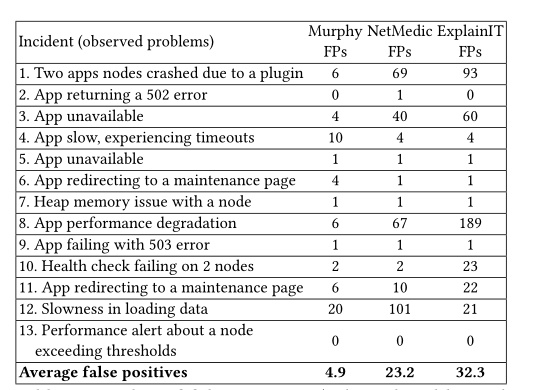 Incident (observed problems) Murphy FPs NetMedic FPs ExplainIT FPs
1. Two apps nodes crashed due to a plugin 6 69 93
2. App returning a 502 error 0 1 0
3. App unavailable 4 40 60
4. App slow, experiencing timeouts 10 4 4
5. App unavailable 1 1 1
6. App redirecting to a maintenance page 4 1 1
7. Heap memory issue with a node 1 1 1
8. App performance degradation 6 67 189
9. App failing with 503 error 1 1 1
10. Health check failing on 2 nodes 2 2 23
11. App redirecting to a maintenance page 6 10 22
12. Slowness in loading data 20 101 21
13. Performance alert about a node
exceeding thresholds 0 0 0
Average false positives 4.9 23.2 32.3